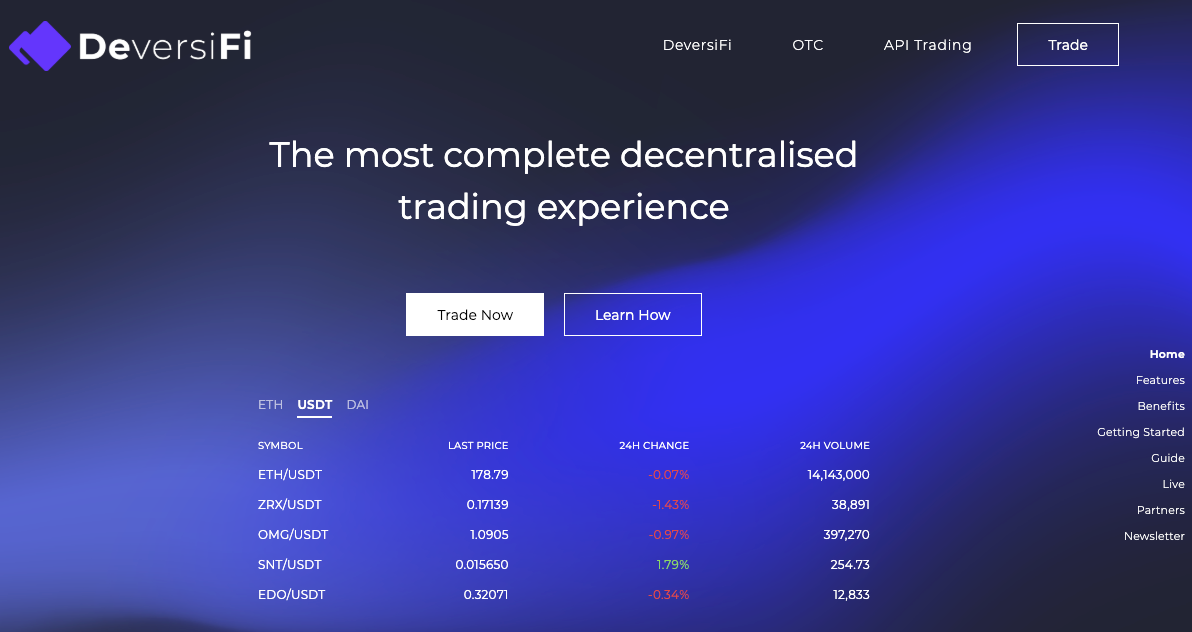 DeversiFi
DeversiFi OTC API Trading Trade
The most complete decentralised
trading experience
Trade Now Learn How
ETH USDT DAI
SYMBOL LAST PRICE 24H CHANGE 24H VOLUME
ETH/USDT 178.79 -0.07% 14,143,000
ZRX/USDT 0.17139 -1.43% 38,891
OMG/USDT 1.0905 -0.97% 397,270
SNT/USDT 0.015650 1.79% 254.73
EDO/USDT 0.32071 -0.34% 12,833
Home
Features
Benefits
Getting Started
Guide
Live
Partners
Newsletter